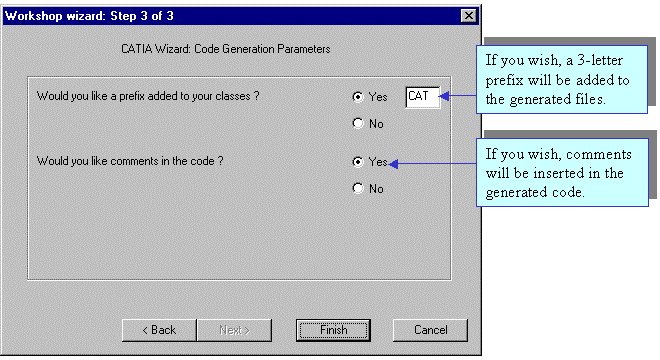 Workshop wizard: Step 3 of 3
CATIA Wizard: Code Generation Parameters
Would you like a prefix added to your classes ?
Yes
CAT
No
Would you like comments in the code ?
Yes
No
If you wish, a 3-letter
prefix will be added to
the generated files.
If you wish, comments
will be inserted in the
generated code.
< Back
Next >
Finish
Cancel